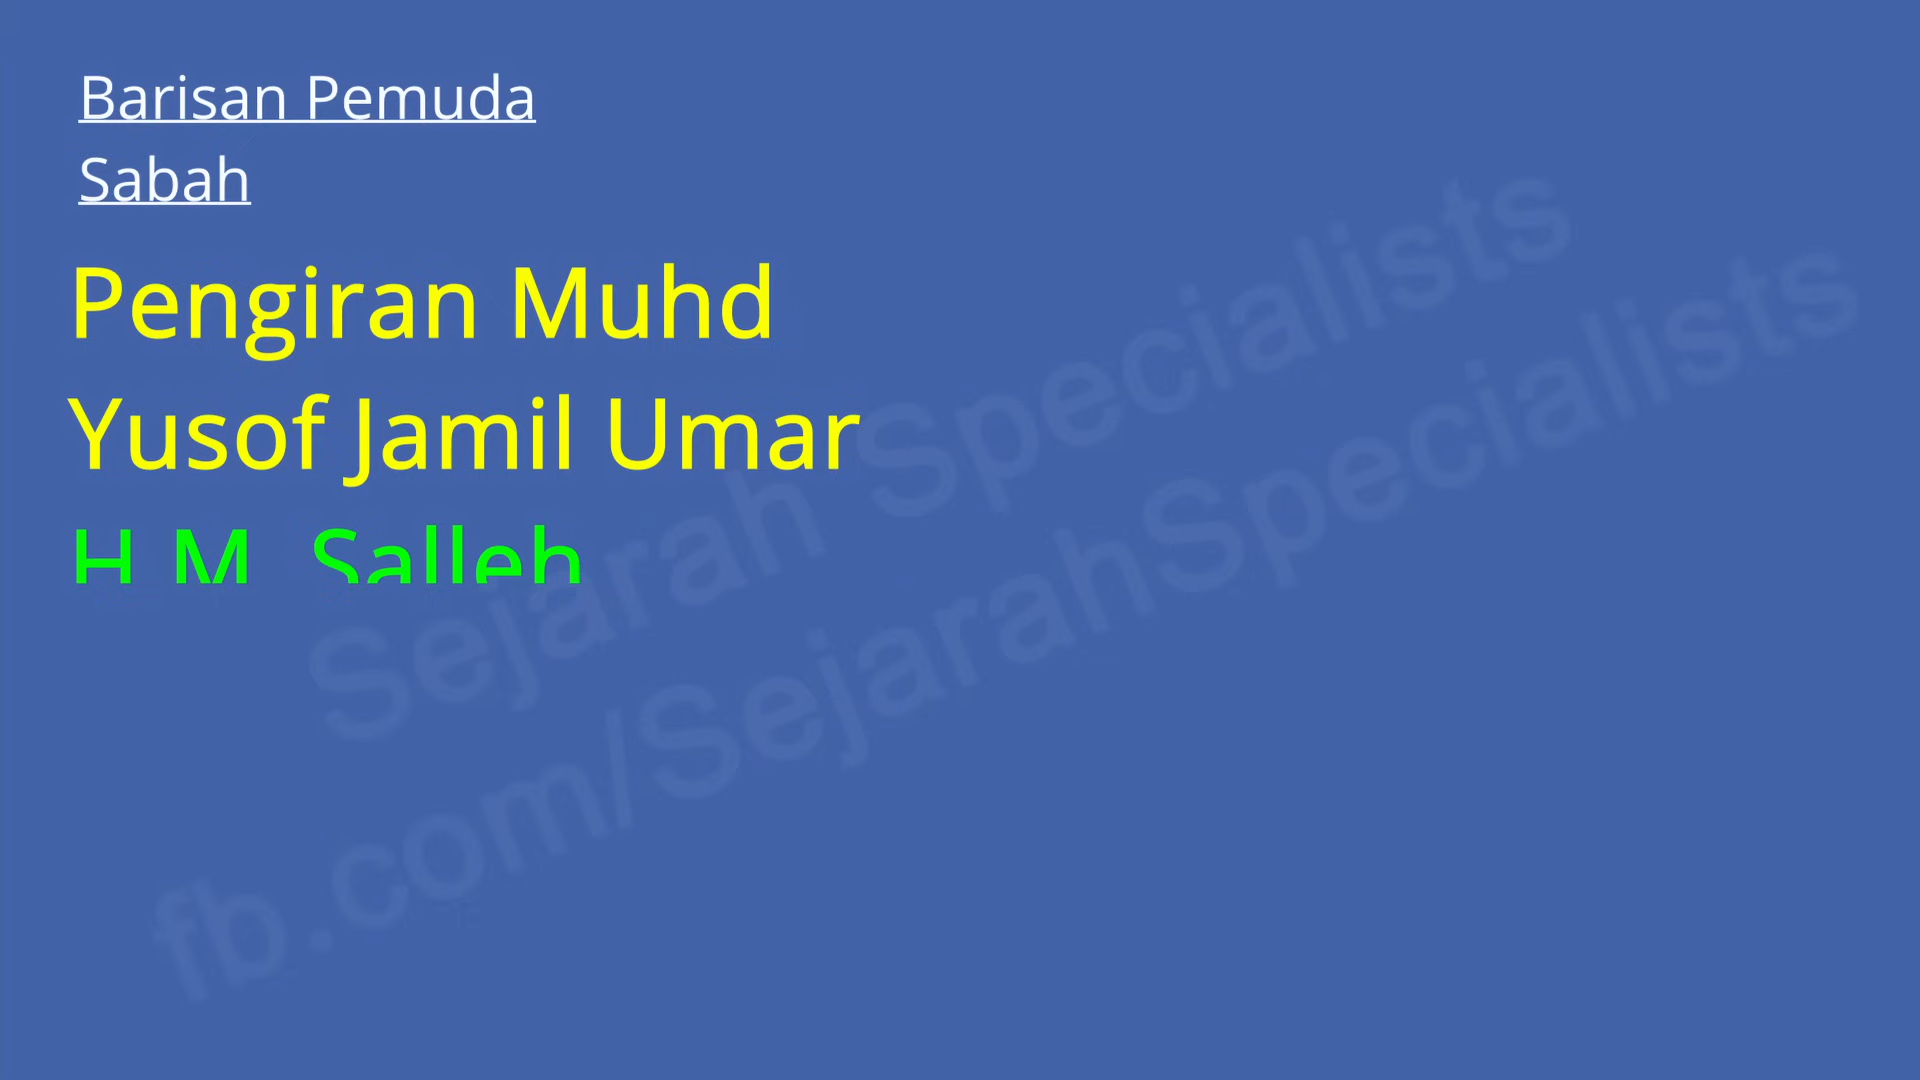 Barisan Pemuda
Sabah
Pengiran Muhd
Yusof Jamil Umar
H.M. Salleh
Sejarah Specialists
fb.com/SejarahSpecialists